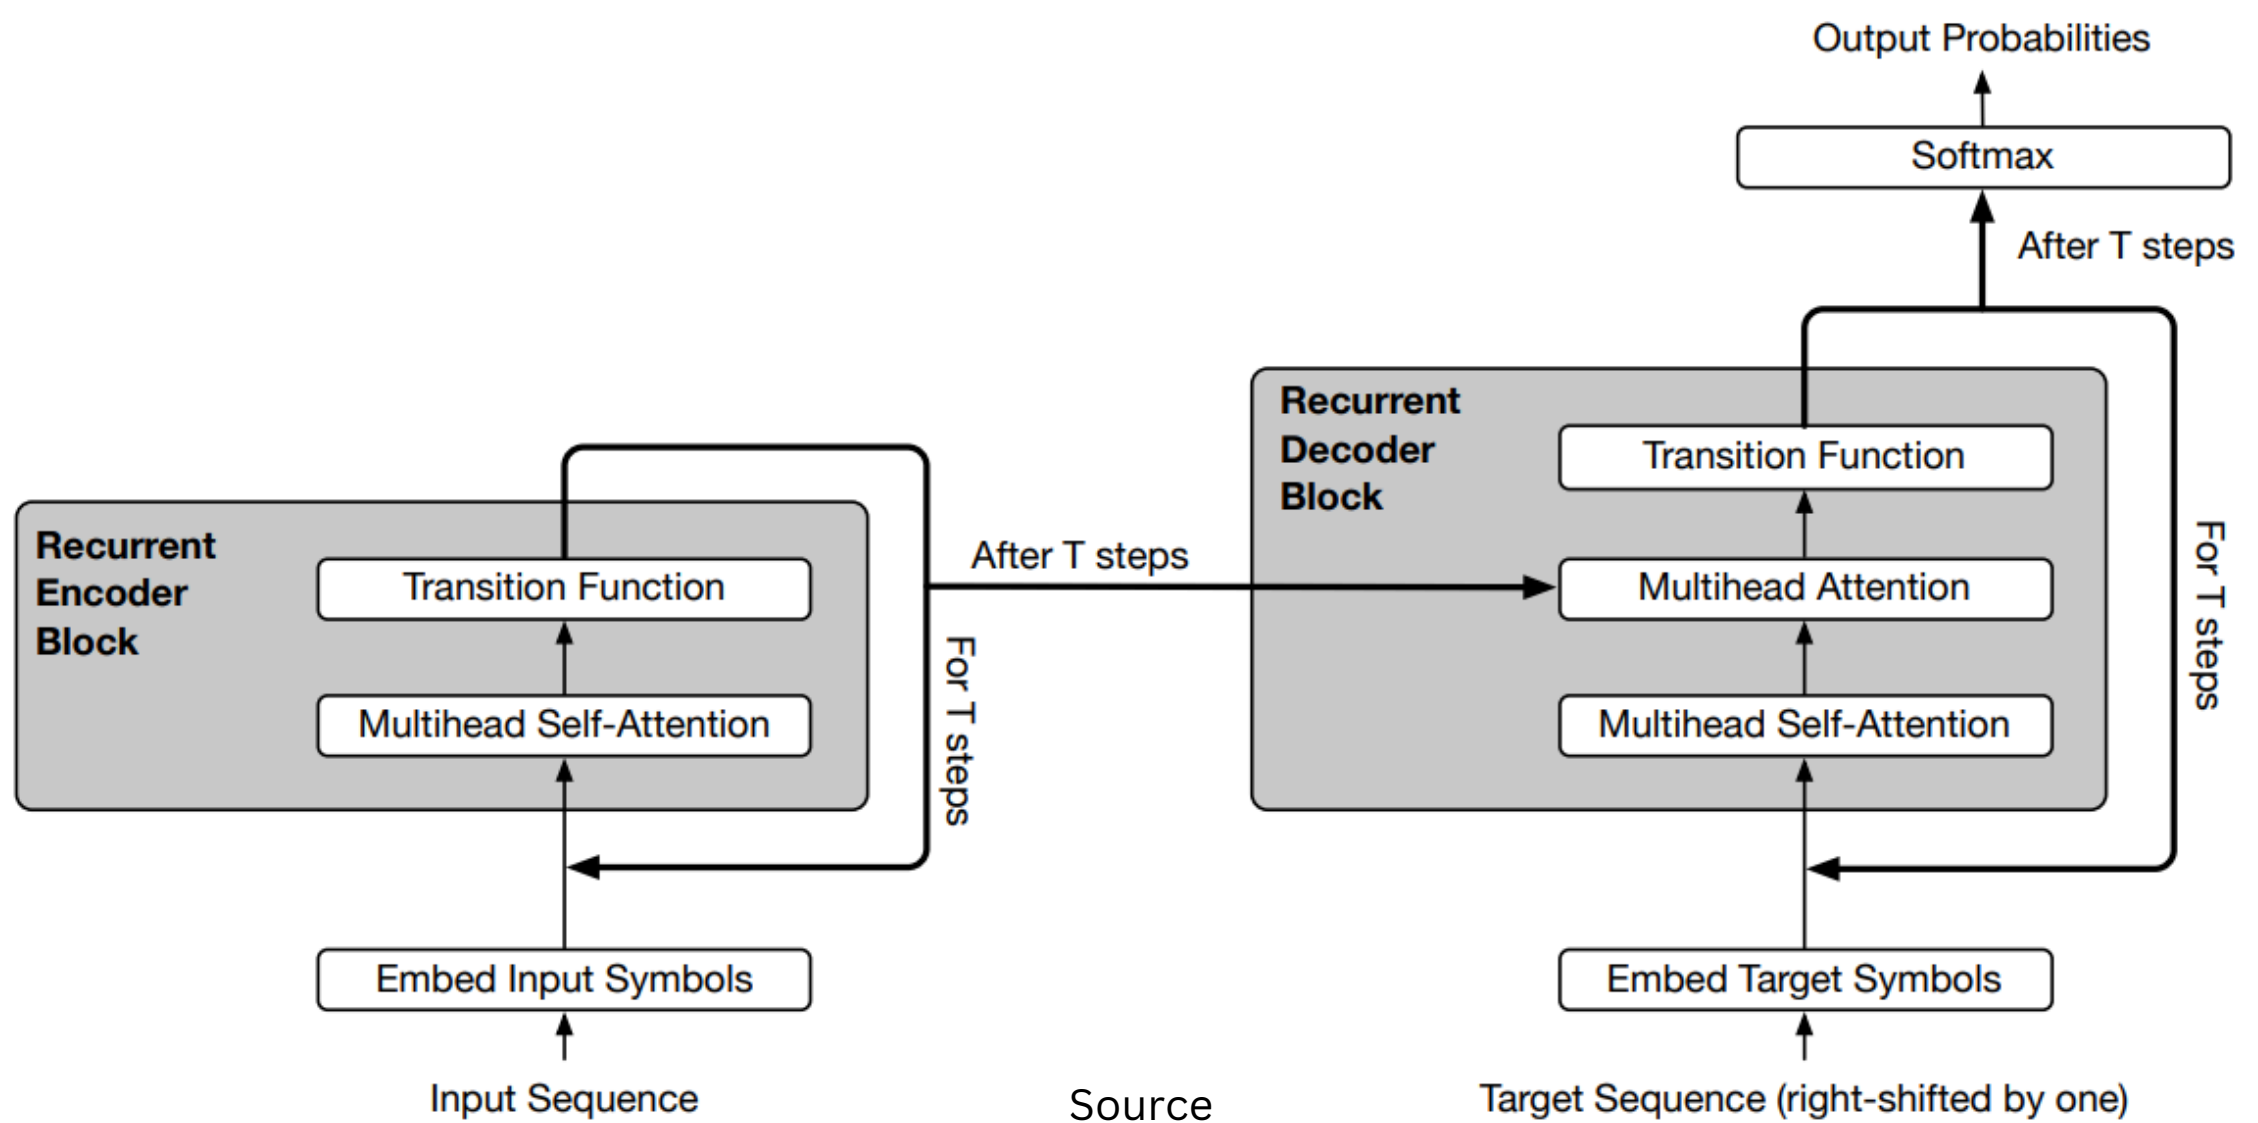 Output Probabilities
Softmax
After T steps
Recurrent
Decoder
Block
Transition Function
Multihead Attention
Multihead Self-Attention
For T steps
Embed Target Symbols
Target Sequence (right-shifted by one)
After T steps
Recurrent
Encoder
Block
Transition Function
Multihead Self-Attention
For T steps
Embed Input Symbols
Input Sequence
Source